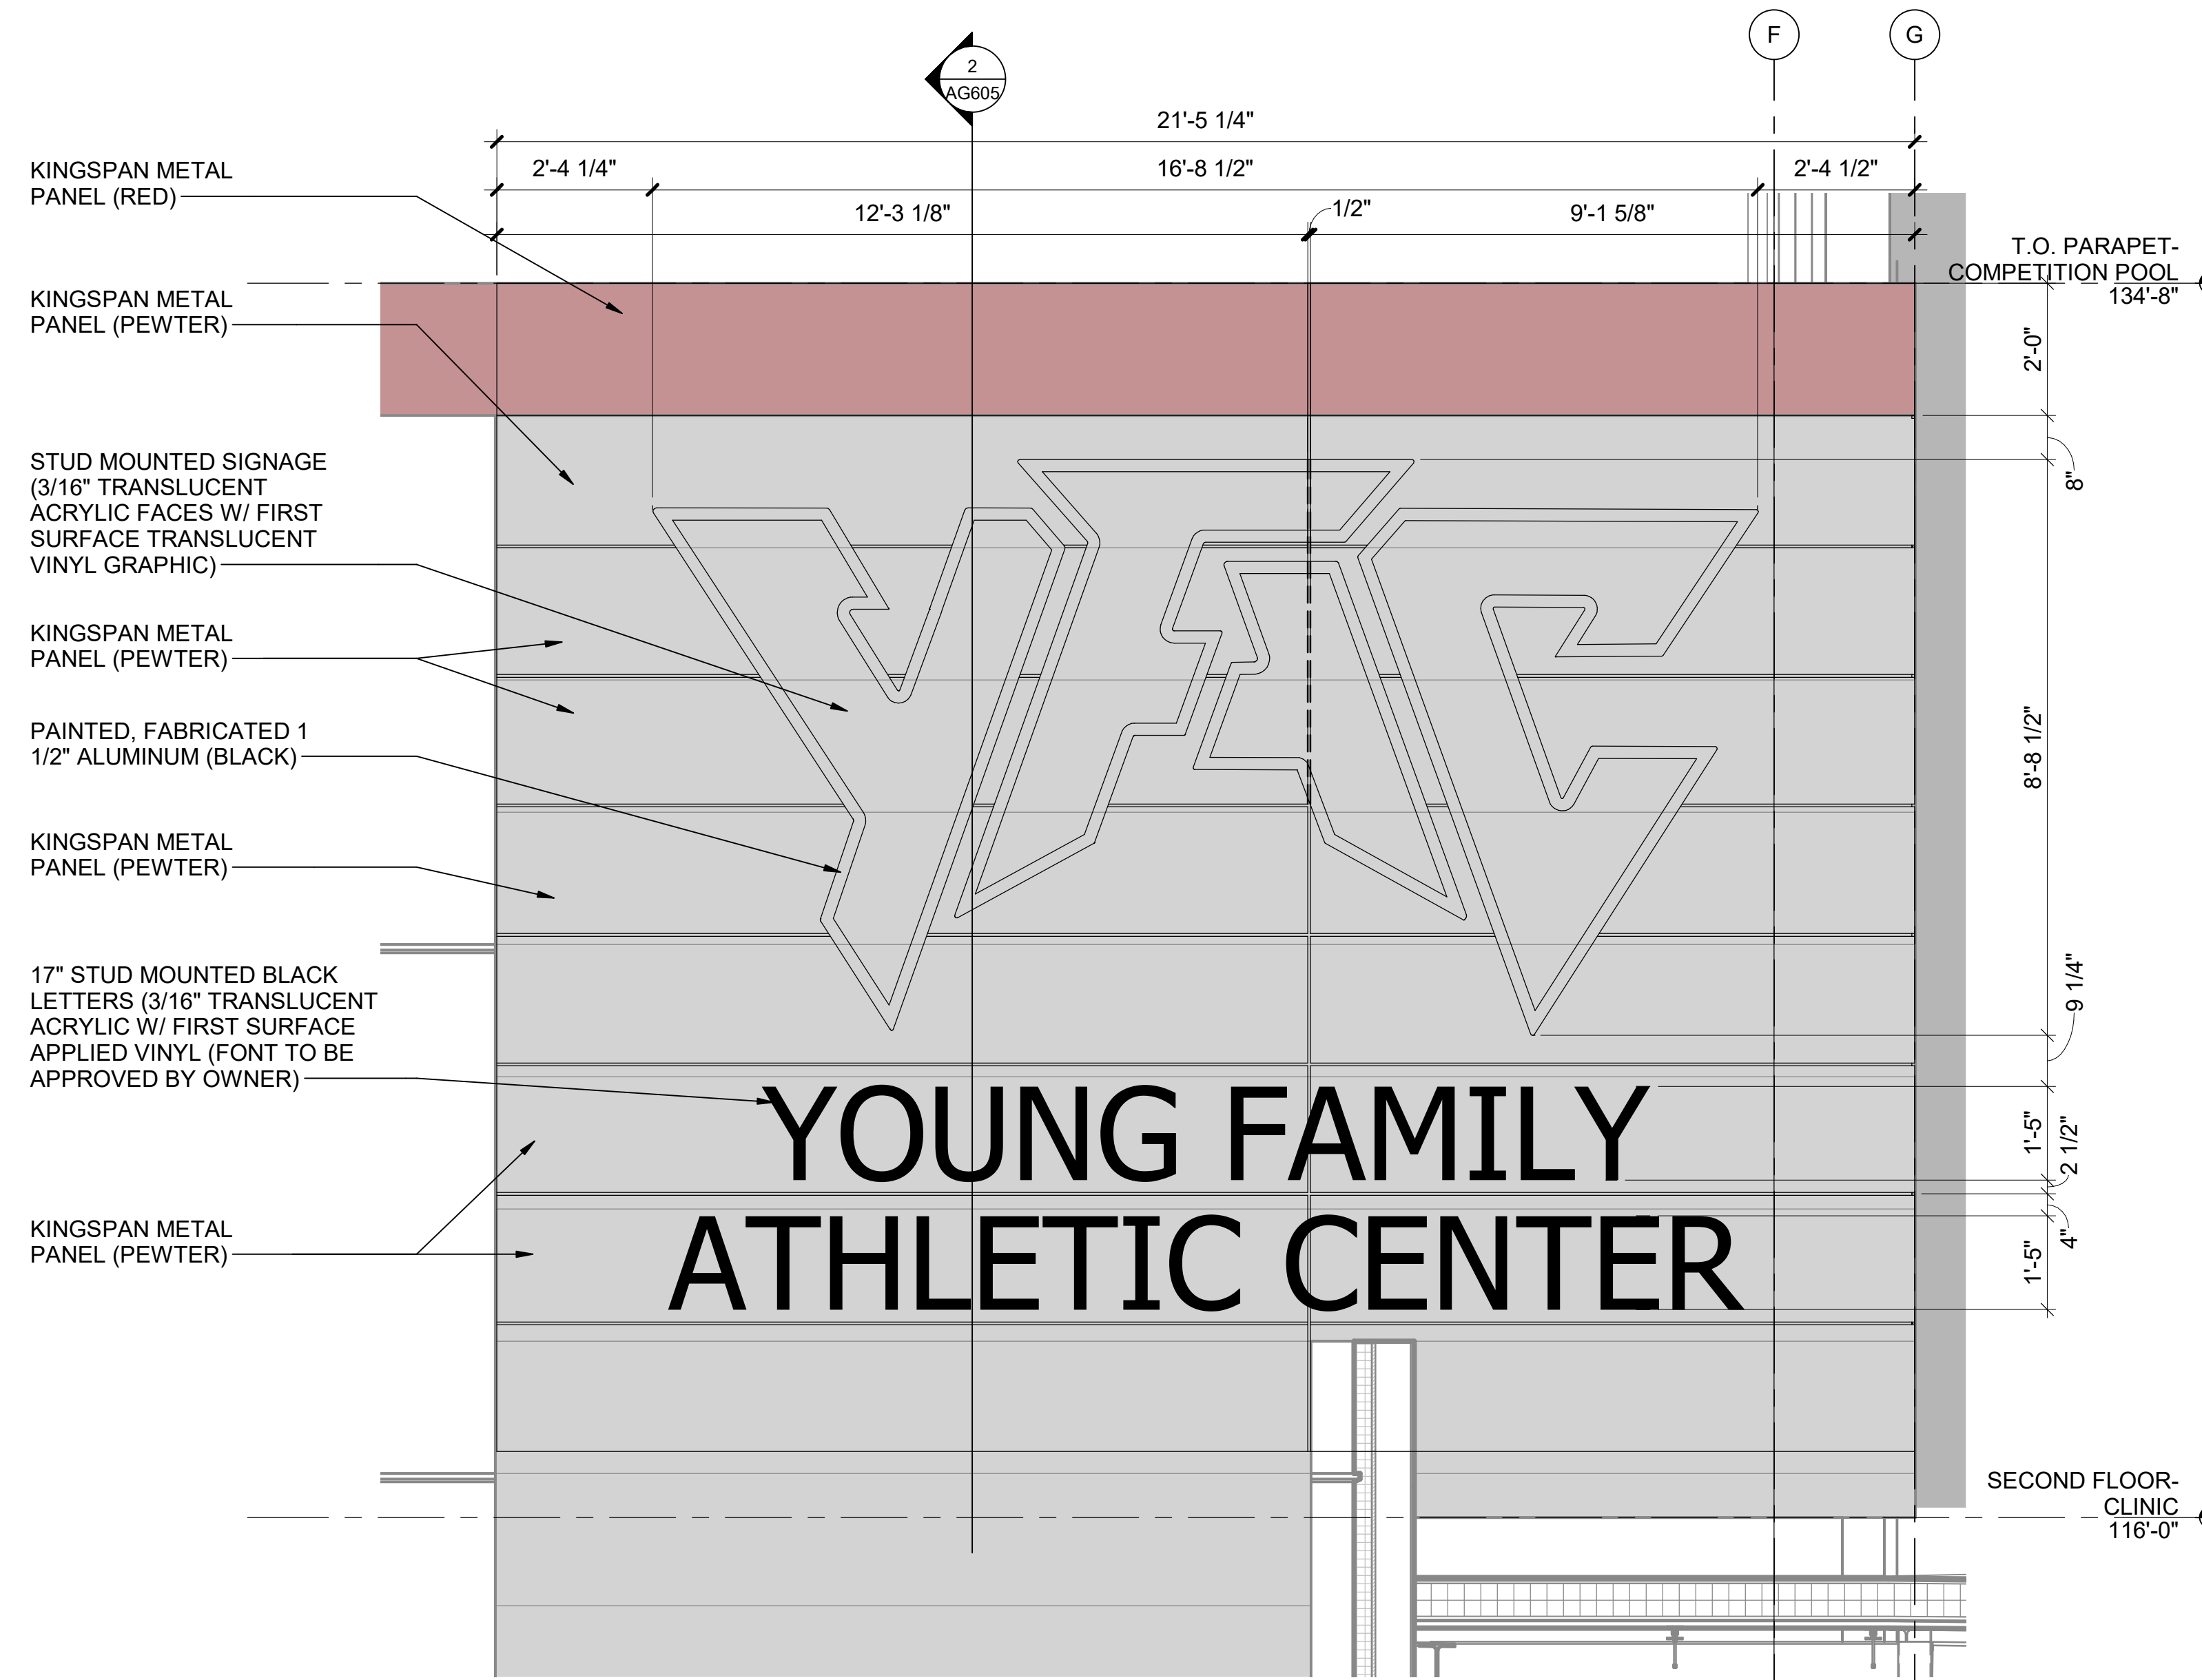 F
G
2
AG605
21'-5 1/4"
2'-4 1/4"
16'-8 1/2"
2'-4 1/2"
12'-3 1/8"
1/2"
9'-1 5/8"
KINGSPAN METAL
PANEL (RED)
KINGSPAN METAL
PANEL (PEWTER)
STUD MOUNTED SIGNAGE
(3/16" TRANSLUCENT
ACRYLIC FACES W/ FIRST
SURFACE TRANSLUCENT
VINYL GRAPHIC)
KINGSPAN METAL
PANEL (PEWTER)
PAINTED, FABRICATED 1
1/2" ALUMINUM (BLACK)
KINGSPAN METAL
PANEL (PEWTER)
17" STUD MOUNTED BLACK
LETTERS (3/16" TRANSLUCENT
ACRYLIC W/ FIRST SURFACE
APPLIED VINYL (FONT TO BE
APPROVED BY OWNER)
KINGSPAN METAL
PANEL (PEWTER)
YFAC
YOUNG FAMILY
ATHLETIC CENTER
T.O. PARAPET-
COMPETITION POOL
134'-8"
2'-0"
8"
8'-8 1/2"
9 1/4"
1'-5"
2 1/2"
4"
1'-5"
SECOND FLOOR-
CLINIC
116'-0"